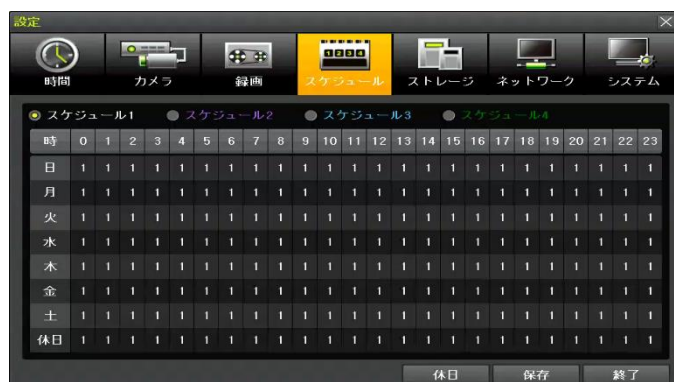 設定
時間 カメラ 録画 スケジュール ストレージ ネットワーク システム
スケジュール1 スケジュール2 スケジュール3 スケジュール4
時 0 1 2 3 4 5 6 7 8 9 10 11 12 13 14 15 16 17 18 19 20 21 22 23
日 1 1 1 1 1 1 1 1 1 1 1 1 1 1 1 1 1 1 1 1 1 1 1 1
月 1 1 1 1 1 1 1 1 1 1 1 1 1 1 1 1 1 1 1 1 1 1 1 1
火 1 1 1 1 1 1 1 1 1 1 1 1 1 1 1 1 1 1 1 1 1 1 1 1
水 1 1 1 1 1 1 1 1 1 1 1 1 1 1 1 1 1 1 1 1 1 1 1 1
木 1 1 1 1 1 1 1 1 1 1 1 1 1 1 1 1 1 1 1 1 1 1 1 1
金 1 1 1 1 1 1 1 1 1 1 1 1 1 1 1 1 1 1 1 1 1 1 1 1
土 1 1 1 1 1 1 1 1 1 1 1 1 1 1 1 1 1 1 1 1 1 1 1 1
休日 1 1 1 1 1 1 1 1 1 1 1 1 1 1 1 1 1 1 1 1 1 1 1 1
休日 保存 終了